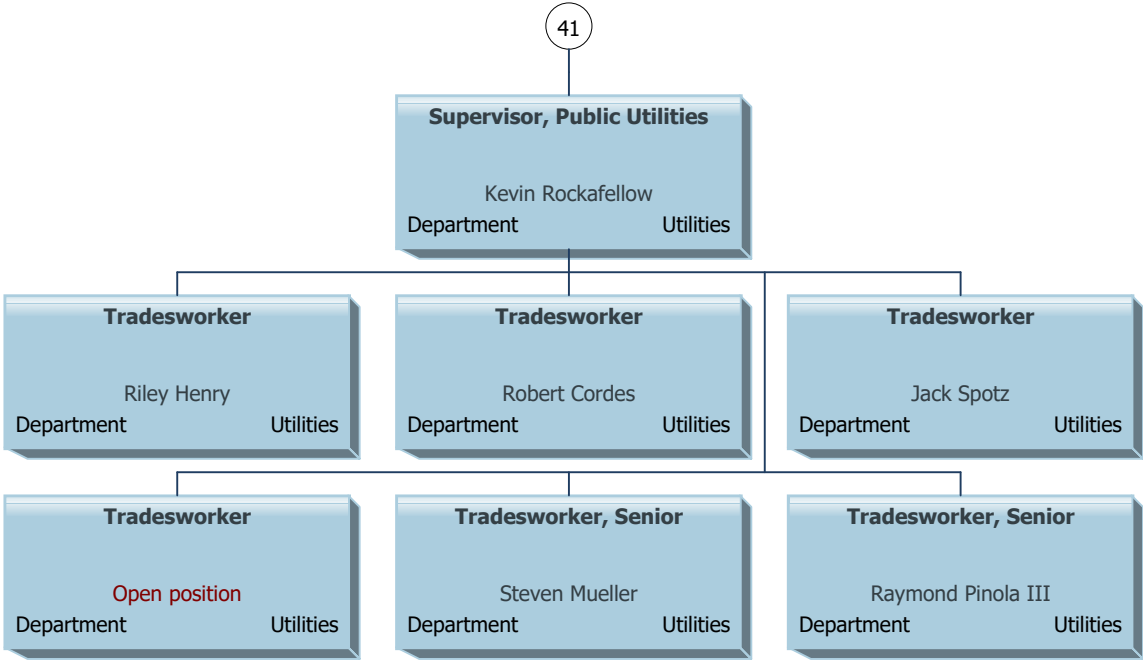 41
Supervisor, Public Utilities
Kevin Rockafellow
Department Utilities
Tradesworker
Riley Henry
Department Utilities
Tradesworker
Robert Cordes
Department Utilities
Tradesworker
Jack Spotz
Department Utilities
Tradesworker
Open position
Department Utilities
Tradesworker, Senior
Steven Mueller
Department Utilities
Tradesworker, Senior
Raymond Pinola III
Department Utilities